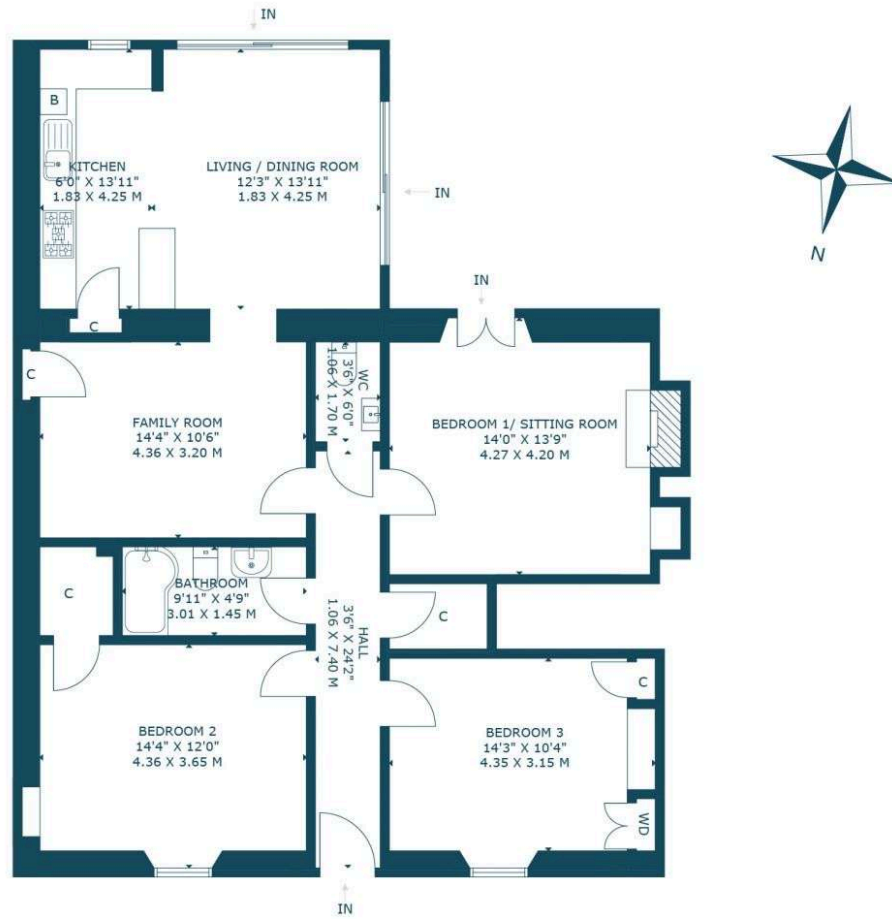 IN
B
KITCHEN
6'0" X 13'11"
1.83 X 4.25 M
LIVING / DINING ROOM
12'3" X 13'11"
1.83 X 4.25 M
IN
N
IN
C
C
FAMILY ROOM
14'4" X 10'6"
4.36 X 3.20 M
WC
3'6" X 6'0"
1.06 X 1.70 M
BEDROOM 1/ SITTING ROOM
14'0" X 13'9"
4.27 X 4.20 M
C
BATHROOM
9'11" X 4'9"
3.01 X 1.45 M
HALL
3'6" X 24'2"
1.06 X 7.40 M
C
BEDROOM 2
14'4" X 12'0"
4.36 X 3.65 M
BEDROOM 3
14'3" X 10'4"
4.35 X 3.15 M
C
WD
IN